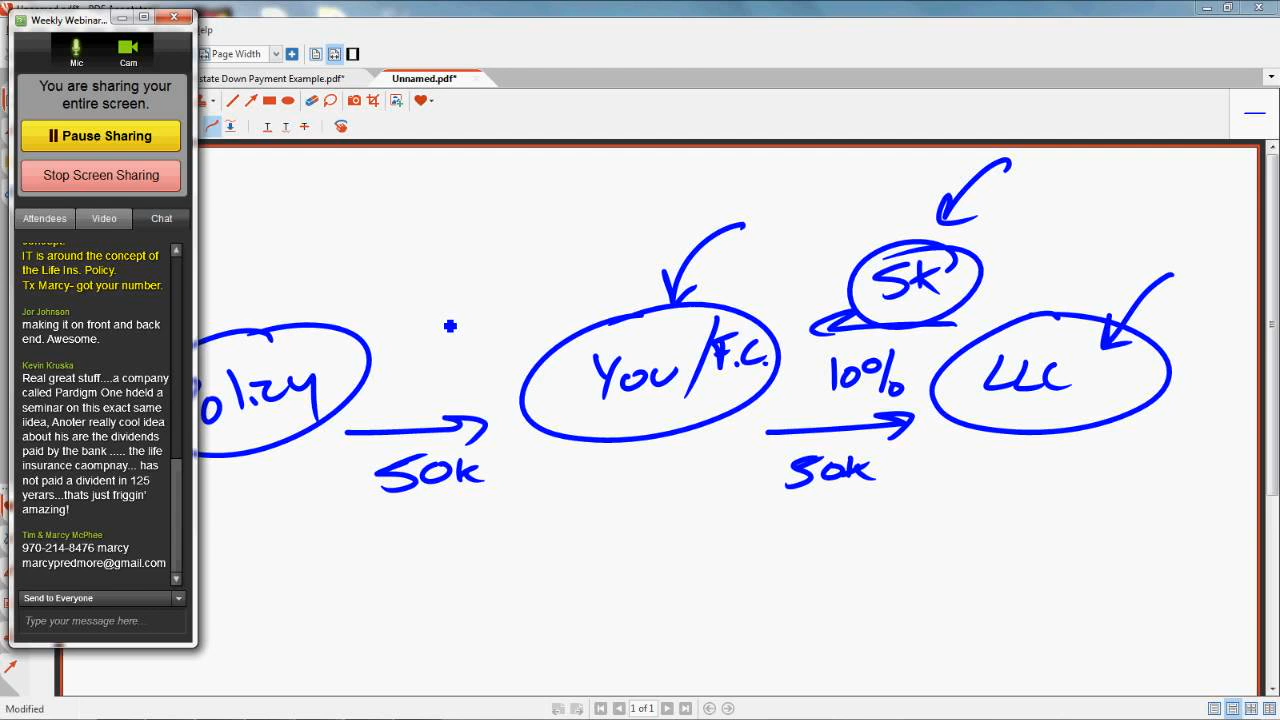 Weekly Webinar...
Mic
Cam
You are sharing your
entire screen.
Pause Sharing
Stop Screen Sharing
Attendees
Video
Chat
concept.
IT is around the concept of
the Life Ins. Policy.
Tx Marcy- got your number.
Jor Johnson
making it on front and back
end. Awesome.
Kevin Kruska
Real great stuff....a company
called Pardigm One hdeld a
seminar on this exact same
iidea, Anoter really cool idea
about his are the dividends
paid by the bank ..... the life
insurance caompnay... has
not paid a divident in 125
yerars...thats just friggin'
amazing!
Tim & Marcy McPhee
970-214-8476 marcy
marcypredmore@gmail.com
Send to Everyone
Type your message here...
elp
Page Width
state Down Payment Example.pdf*
Unnamed.pdf*
5K
olicy
You/F.C.
10%
LLC
50K
50K
Modified
1 of 1